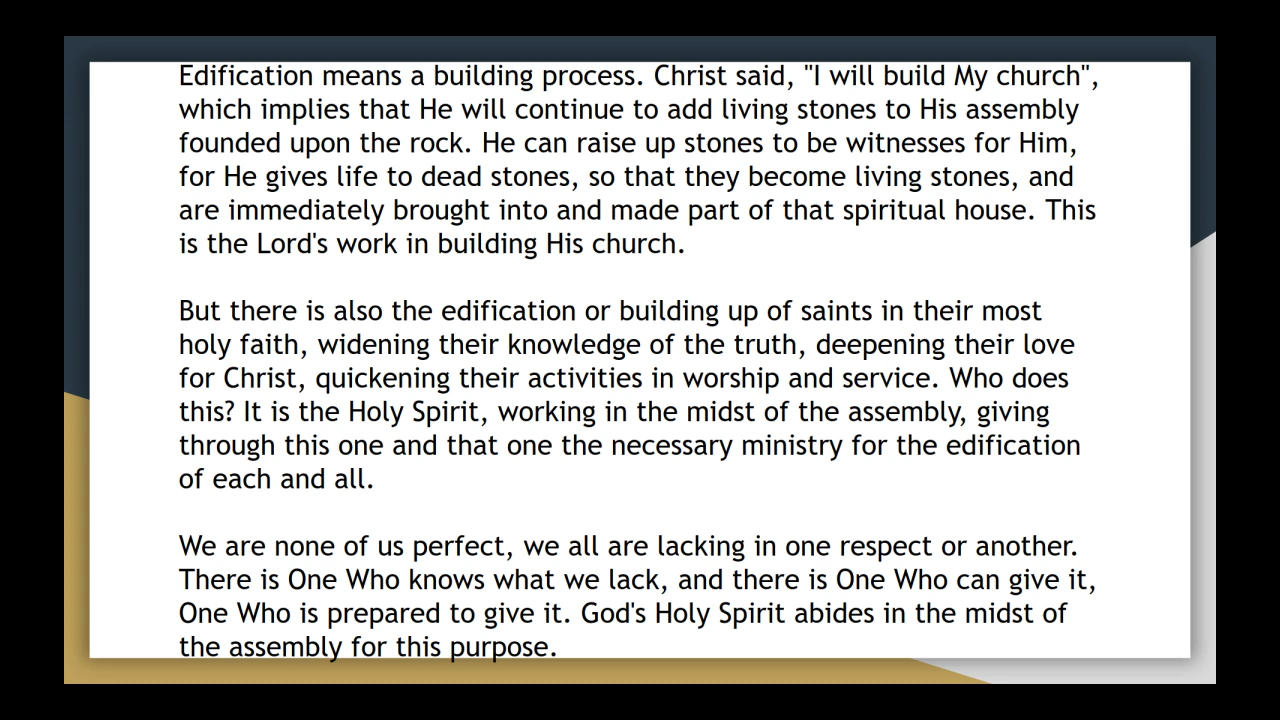 Edification means a building process. Christ said, "I will build My church",
which implies that He will continue to add living stones to His assembly
founded upon the rock. He can raise up stones to be witnesses for Him,
for He gives life to dead stones, so that they become living stones, and
are immediately brought into and made part of that spiritual house. This
is the Lord's work in building His church.
But there is also the edification or building up of saints in their most
holy faith, widening their knowledge of the truth, deepening their love
for Christ, quickening their activities in worship and service. Who does
this? It is the Holy Spirit, working in the midst of the assembly, giving
through this one and that one the necessary ministry for the edification
of each and all.
We are none of us perfect, we all are lacking in one respect or another.
There is One Who knows what we lack, and there is One Who can give it,
One Who is prepared to give it. God's Holy Spirit abides in the midst of
the assembly for this purpose.